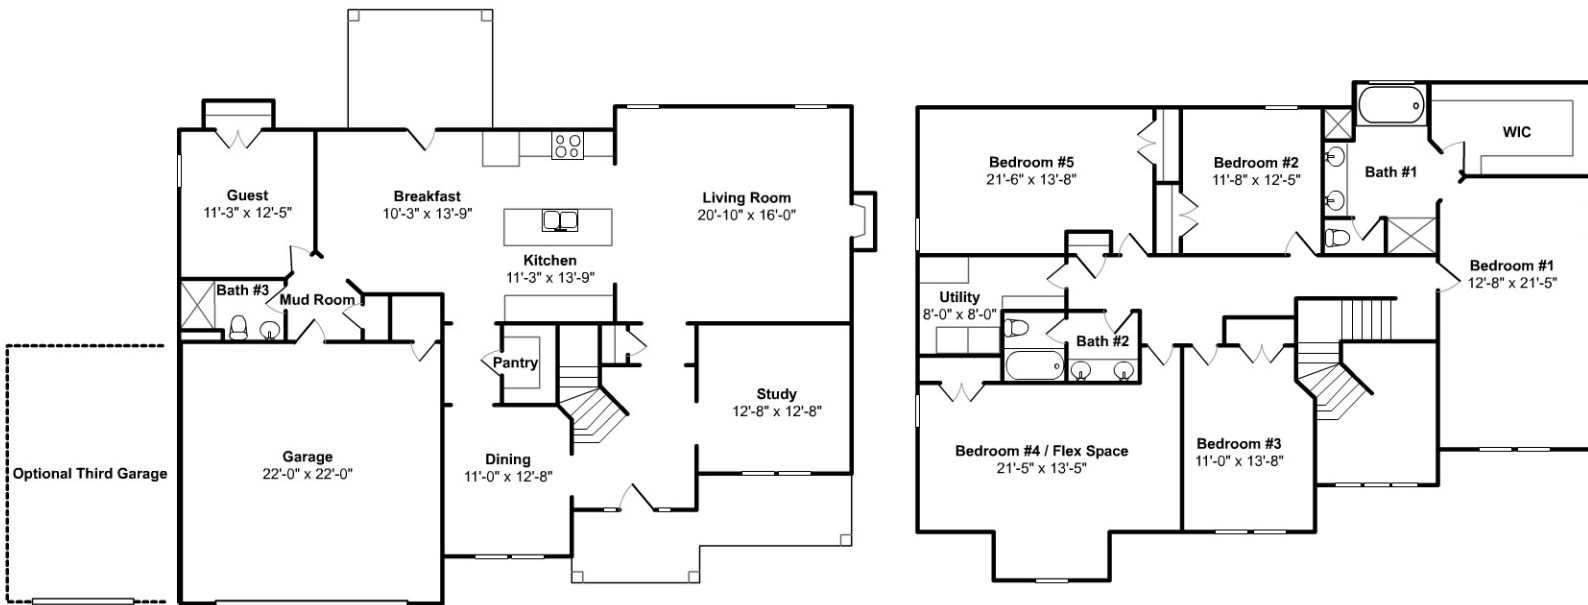 Guest
11'-3" x 12'-5"
Breakfast
10'-3" x 13'-9"
Living Room
20'-10" x 16'-0"
Kitchen
11'-3" x 13'-9"
Bath #3
Mud Room
Pantry
Study
12'-8" x 12'-8"
Optional Third Garage
Garage
22'-0" x 22'-0"
Dining
11'-0" x 12'-8"
Bedroom #5
21'-6" x 13'-8"
Bedroom #2
11'-8" x 12'-5"
Bath #1
WIC
Bedroom #1
12'-8" x 21'-5"
Utility
8'-0" x 8'-0"
Bath #2
Bedroom #4 / Flex Space
21'-5" x 13'-5"
Bedroom #3
11'-0" x 13'-8"